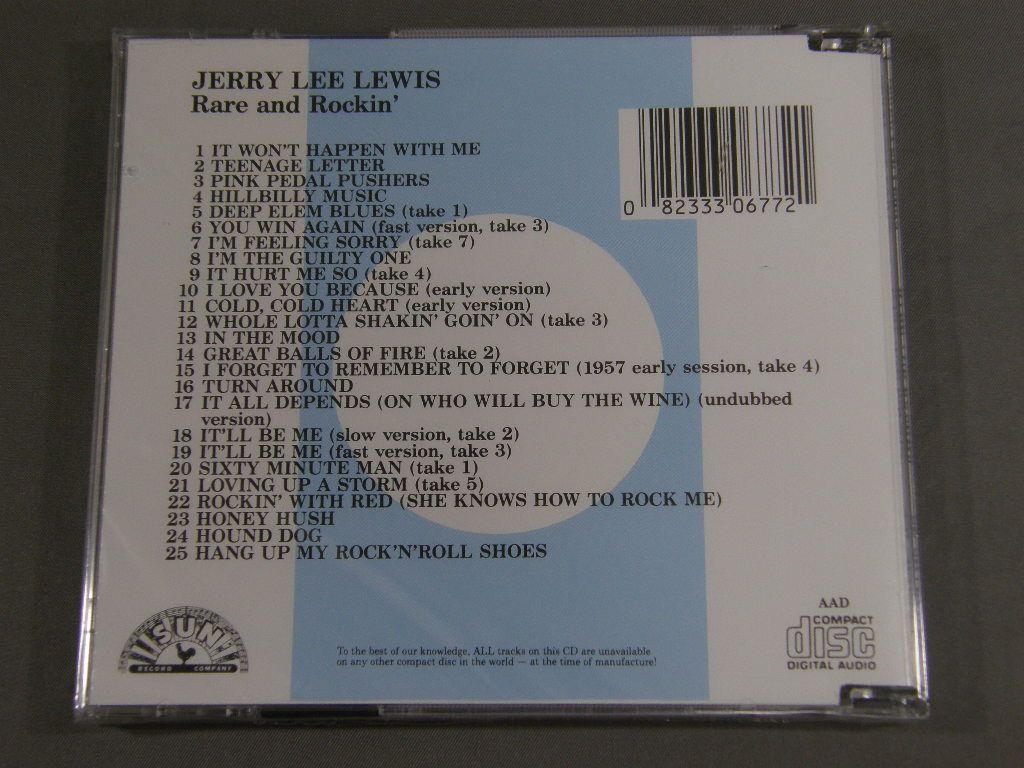 JERRY LEE LEWIS
Rare and Rockin'
1 IT WON'T HAPPEN WITH ME
2 TEENAGE LETTER
3 PINK PEDAL PUSHERS
4 HILLBILLY MUSIC
5 DEEP ELEM BLUES (take 1)
6 YOU WIN AGAIN (fast version, take 3)
7 I'M FEELING SORRY (take 7)
8 I'M THE GUILTY ONE
9 IT HURT ME SO (take 4)
10 I LOVE YOU BECAUSE (early version)
11 COLD, COLD HEART (early version)
12 WHOLE LOTTA SHAKIN' GOIN' ON (take 3)
13 IN THE MOOD
14 GREAT BALLS OF FIRE (take 2)
15 I FORGET TO REMEMBER TO FORGET (1957 early session, take 4)
16 TURN AROUND
17 IT ALL DEPENDS (ON WHO WILL BUY THE WINE) (undubbed
version)
18 IT'LL BE ME (slow version, take 2)
19 IT'LL BE ME (fast version, take 3)
20 SIXTY MINUTE MAN (take 1)
21 LOVING UP A STORM (take 5)
22 ROCKIN' WITH RED (SHE KNOWS HOW TO ROCK ME)
23 HONEY HUSH
24 HOUND DOG
25 HANG UP MY ROCK'N'ROLL SHOES
0 82333 06772
SUN
RECORD COMPANY
To the best of our knowledge, ALL tracks on this CD are unavailable
on any other compact disc in the world — at the time of manufacture!
AAD
COMPACT
disc
DIGITAL AUDIO